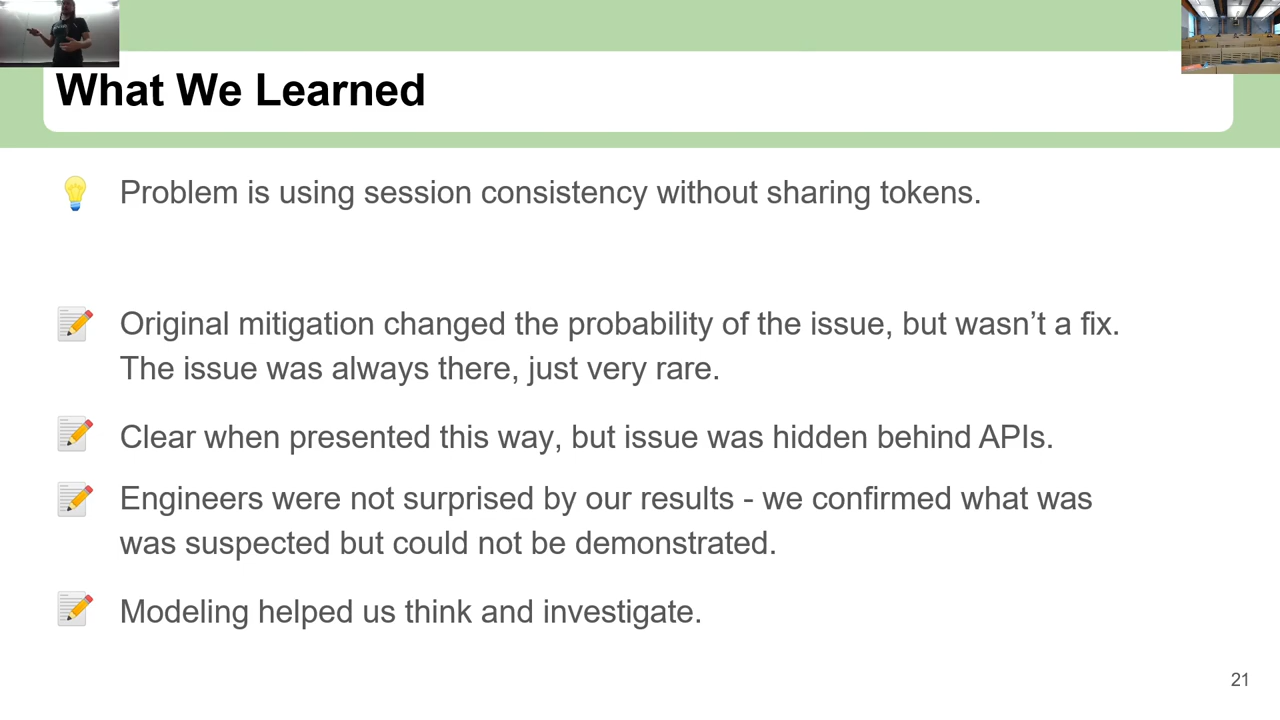 What We Learned
Problem is using session consistency without sharing tokens.
Original mitigation changed the probability of the issue, but wasn’t a fix.
The issue was always there, just very rare.
Clear when presented this way, but issue was hidden behind APIs.
Engineers were not surprised by our results - we confirmed what was
was suspected but could not be demonstrated.
Modeling helped us think and investigate.
21